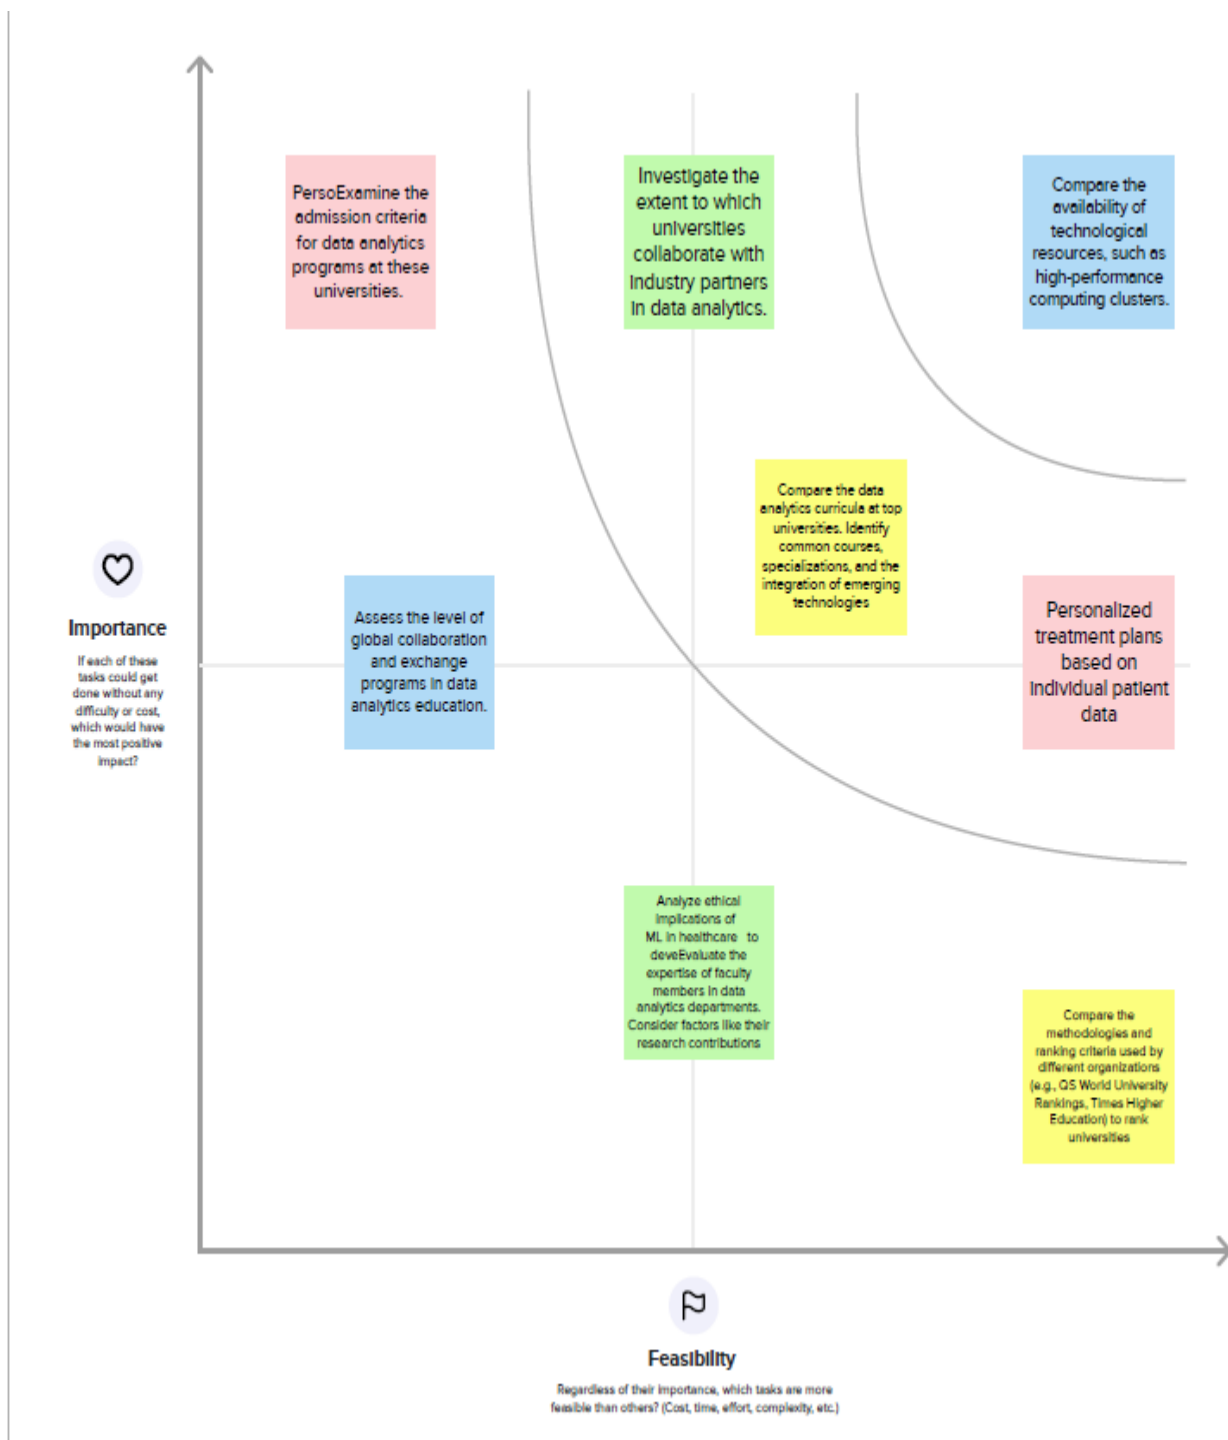 PersoExamine the
admission criteria
for data analytics
programs at these
universities.
Investigate the
extent to which
universities
collaborate with
industry partners
in data analytics.
Compare the
availability of
technological
resources, such as
high-performance
computing clusters.
Compare the data
analytics curricula at top
universities. Identify
common courses,
specializations, and the
integration of emerging
technologies
Importance
If each of these
tasks could get
done without any
difficulty or cost,
which would have
the most positive
impact?
Assess the level of
global collaboration
and exchange
programs in data
analytics education.
Personalized
treatment plans
based on
individual patient
data
Analyze ethical
implications of
ML in healthcare to
deveEvaluate the
expertise of faculty
members in data
analytics departments.
Consider factors like their
research contributions
Compare the
methodologies and
ranking criteria used by
different organizations
(e.g., QS World University
Rankings, Times Higher
Education) to rank
universities
Feasibility
Regardless of their importance, which tasks are more
feasible than others? (Cost, time, effort, complexity, etc.)